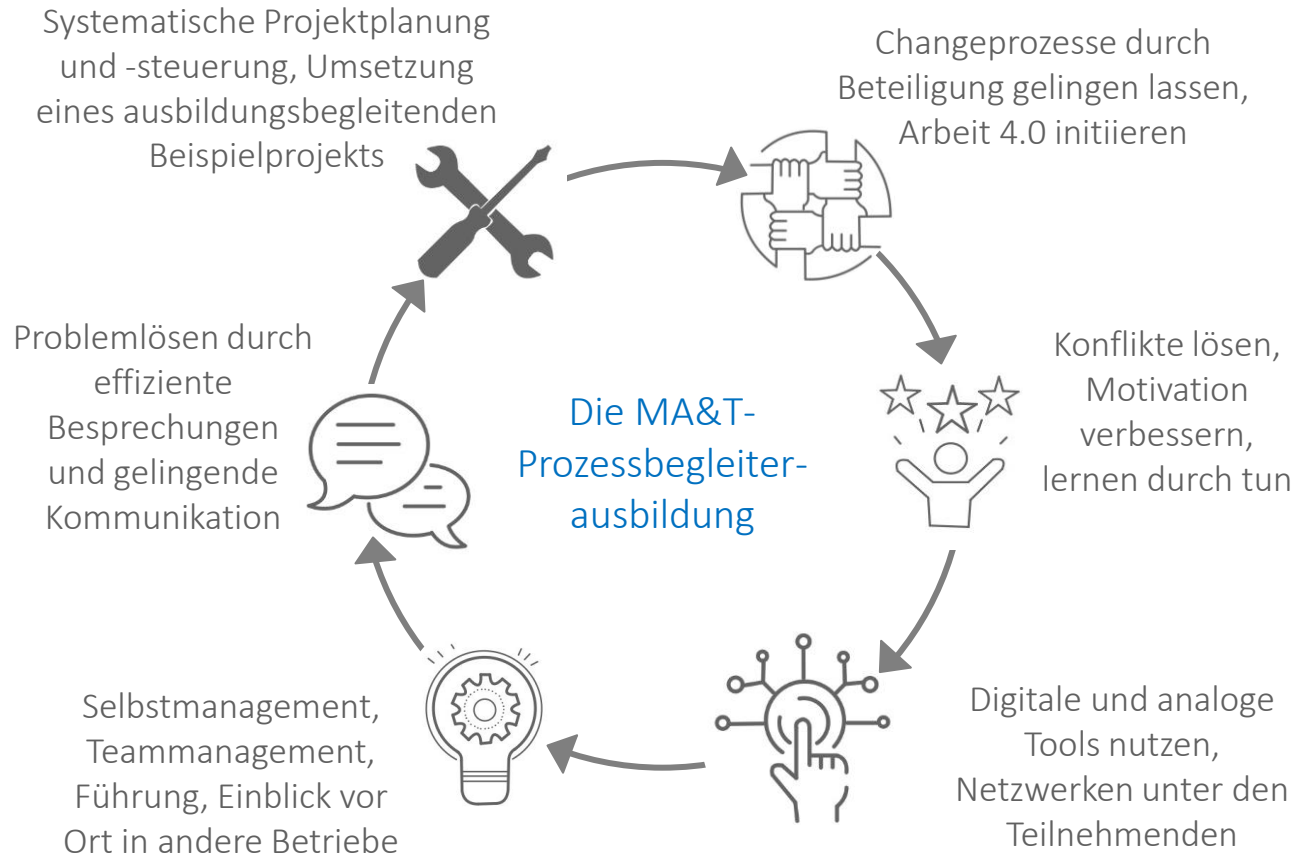 Systematische Projektplanung
und -steuerung, Umsetzung
eines ausbildungsbegleitenden
Beispielprojekts
Changeprozesse durch
Beteiligung gelingen lassen,
Arbeit 4.0 initiieren
Konflikte lösen,
Motivation
verbessern,
lernen durch tun
Digitale und analoge
Tools nutzen,
Netzwerken unter den
Teilnehmenden
Selbstmanagement,
Teammanagement,
Führung, Einblick vor
Ort in andere Betriebe
Problemlösen durch
effiziente
Besprechungen
und gelingende
Kommunikation
Die MA&T-
Prozessbegleiter-
ausbildung